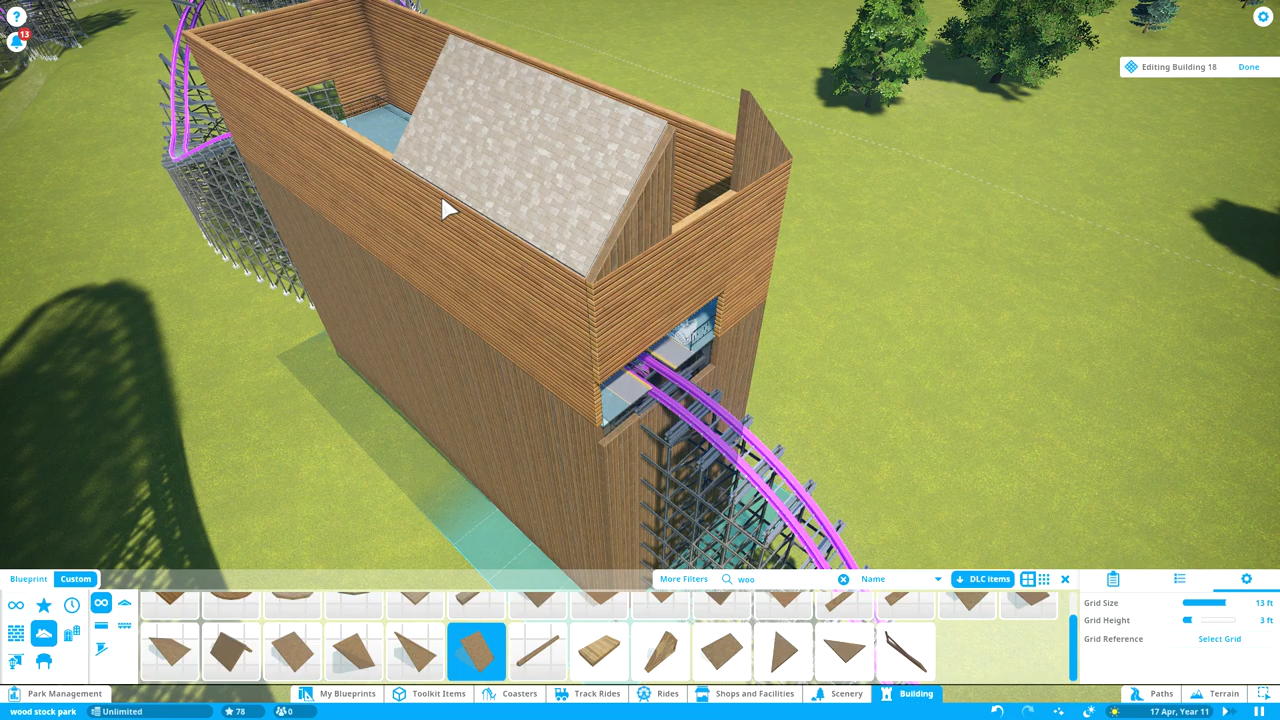 ?
13
Editing Building 18 Done
Blueprint Custom
More Filters woo Name DLC items
Grid Size 13 ft
Grid Height 3 ft
Grid Reference Select Grid
Park Management My Blueprints Toolkit Items Coasters Track Rides Rides Shops and Facilities Scenery Building Paths Terrain
wood stock park Unlimited 78 0 17 Apr, Year 11